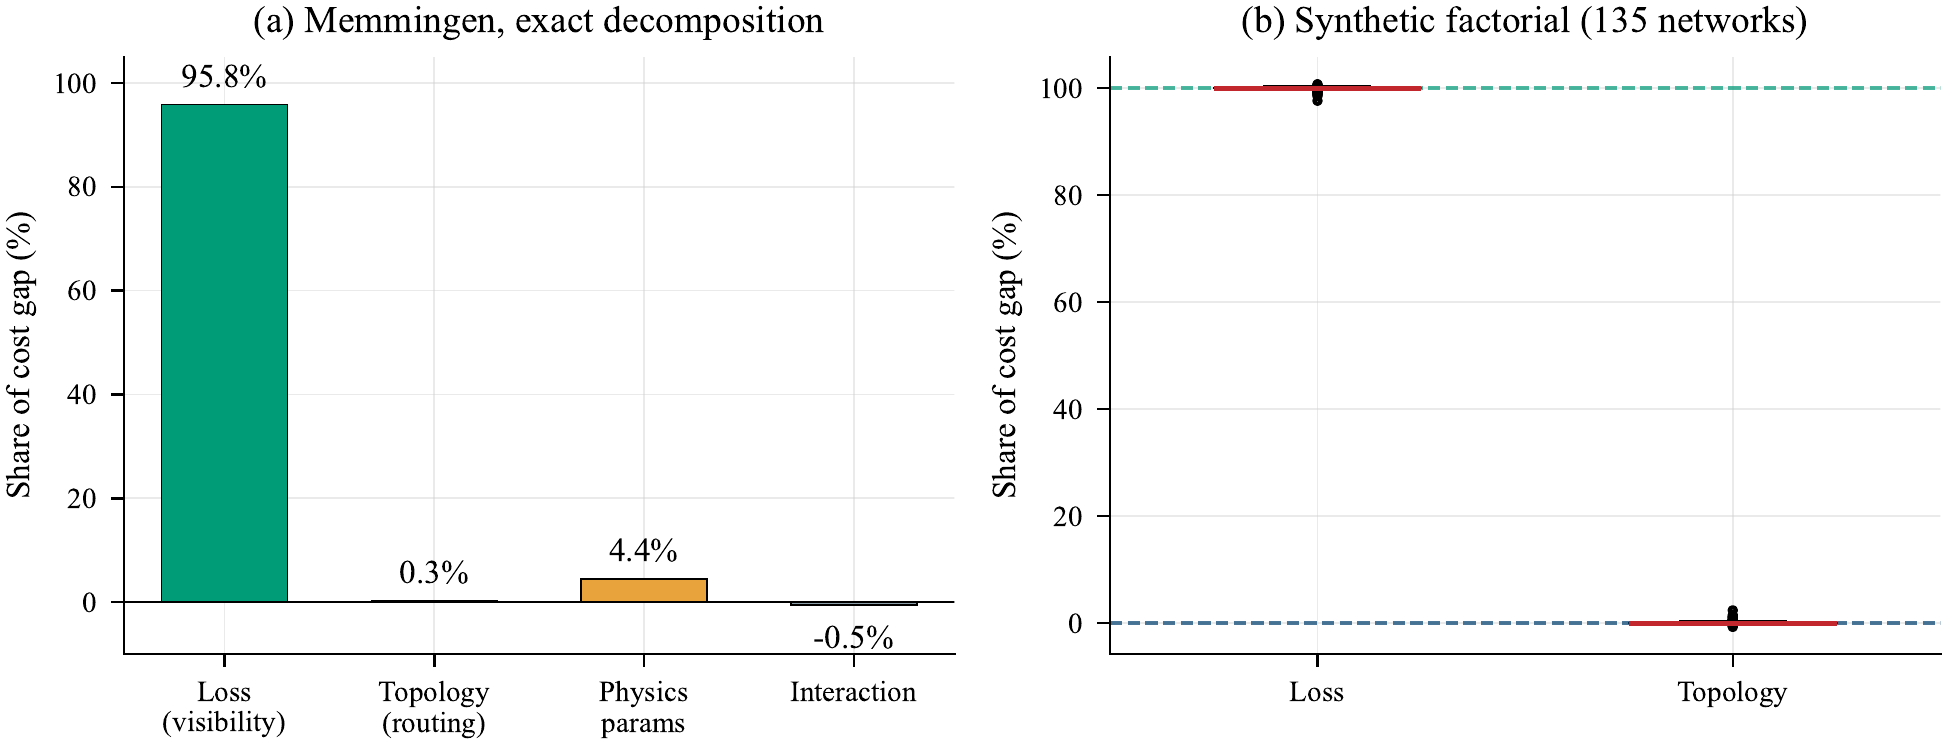 (a) Memmingen, exact decomposition
Share of cost gap (%)
100
80
60
40
20
0
95.8%
0.3%
4.4%
-0.5%
Loss
(visibility)
Topology
(routing)
Physics
params
Interaction
(b) Synthetic factorial (135 networks)
Share of cost gap (%)
100
80
60
40
20
0
Loss
Topology